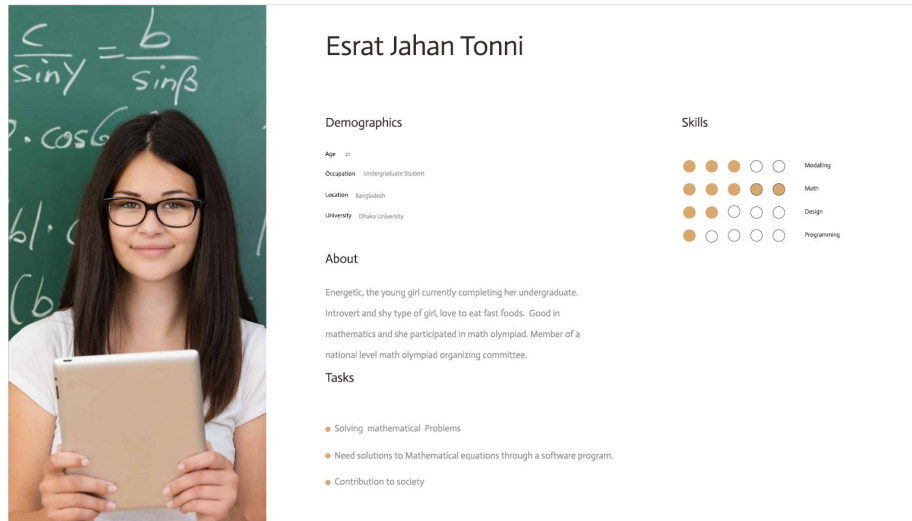 c/siny = b/sinβ
Esrat Jahan Tonni
Demographics
Age 21
Occupation Undergraduate Student
Location Bangladesh
University Dhaka University
About
Energetic, the young girl currently completing her undergraduate.
Introvert and shy type of girl, love to eat fast foods. Good in
mathematics and she participated in math olympiad. Member of a
national level math olympiad organizing committee.
Tasks
Solving mathematical Problems
Need solutions to Mathematical equations through a software program.
Contribution to society
Skills
Modalling
Math
Design
Programming